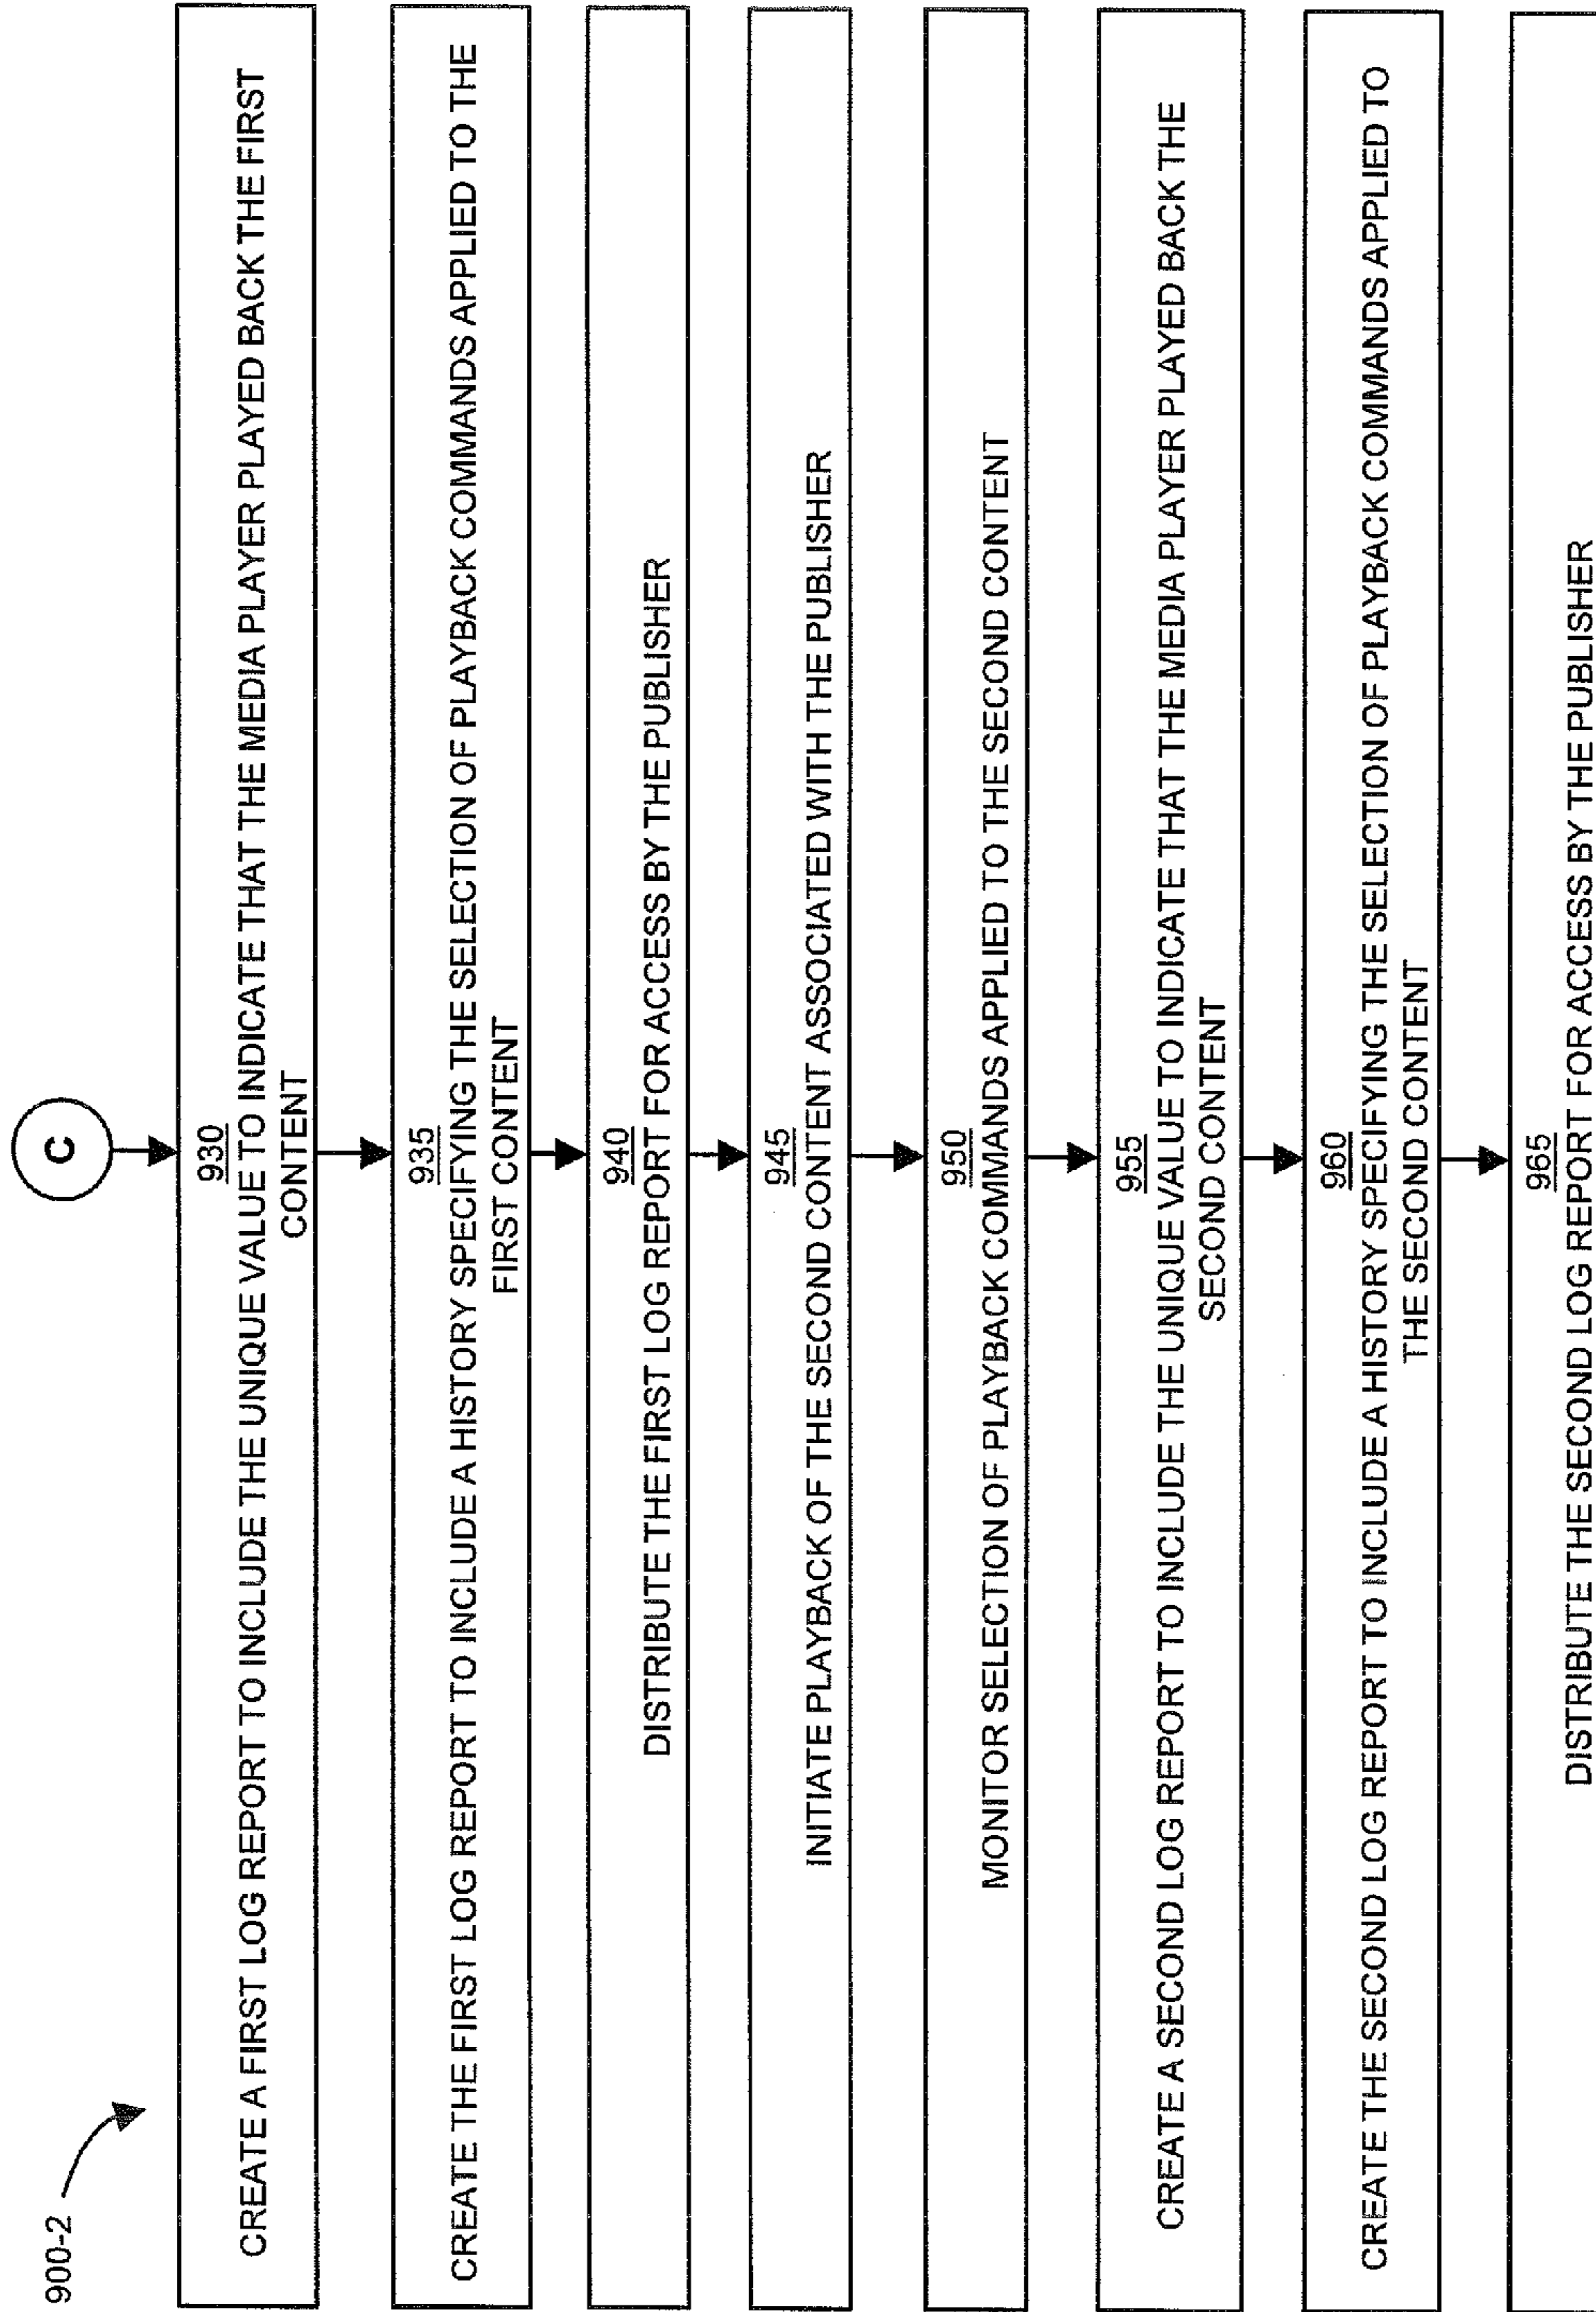 900-2
C
930
CREATE A FIRST LOG REPORT TO INCLUDE THE UNIQUE VALUE TO INDICATE THAT THE MEDIA PLAYER PLAYED BACK THE FIRST
CONTENT
935
CREATE THE FIRST LOG REPORT TO INCLUDE A HISTORY SPECIFYING THE SELECTION OF PLAYBACK COMMANDS APPLIED TO THE
FIRST CONTENT
940
DISTRIBUTE THE FIRST LOG REPORT FOR ACCESS BY THE PUBLISHER
945
INITIATE PLAYBACK OF THE SECOND CONTENT ASSOCIATED WITH THE PUBLISHER
950
MONITOR SELECTION OF PLAYBACK COMMANDS APPLIED TO THE SECOND CONTENT
955
CREATE A SECOND LOG REPORT TO INCLUDE THE UNIQUE VALUE TO INDICATE THAT THE MEDIA PLAYER PLAYED BACK THE
SECOND CONTENT
960
CREATE THE SECOND LOG REPORT TO INCLUDE A HISTORY SPECIFYING THE SELECTION OF PLAYBACK COMMANDS APPLIED TO
THE SECOND CONTENT
965
DISTRIBUTE THE SECOND LOG REPORT FOR ACCESS BY THE PUBLISHER